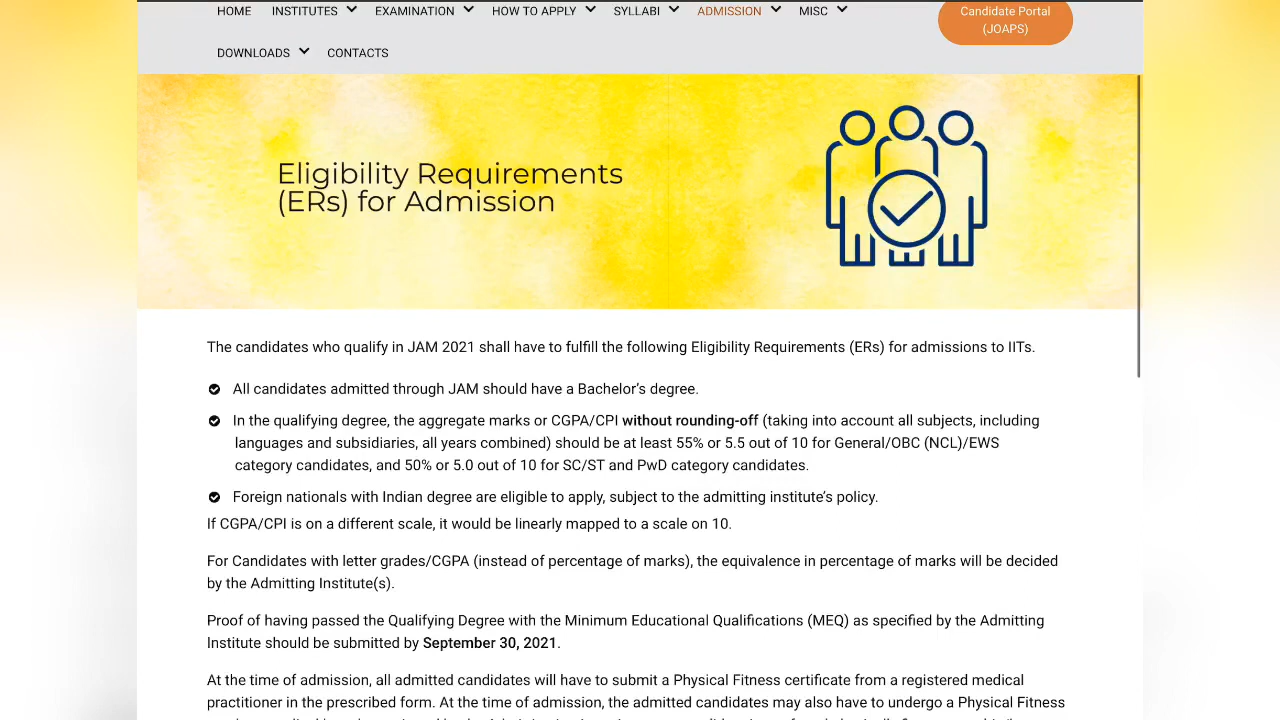 HOME INSTITUTES EXAMINATION HOW TO APPLY SYLLABI ADMISSION MISC
Candidate Portal
(JOAPS)
DOWNLOADS CONTACTS
Eligibility Requirements
(ERs) for Admission
The candidates who qualify in JAM 2021 shall have to fulfill the following Eligibility Requirements (ERs) for admissions to IITs.
All candidates admitted through JAM should have a Bachelor’s degree.
In the qualifying degree, the aggregate marks or CGPA/CPI without rounding-off (taking into account all subjects, including
languages and subsidiaries, all years combined) should be at least 55% or 5.5 out of 10 for General/OBC (NCL)/EWS
category candidates, and 50% or 5.0 out of 10 for SC/ST and PwD category candidates.
Foreign nationals with Indian degree are eligible to apply, subject to the admitting institute’s policy.
If CGPA/CPI is on a different scale, it would be linearly mapped to a scale on 10.
For Candidates with letter grades/CGPA (instead of percentage of marks), the equivalence in percentage of marks will be decided
by the Admitting Institute(s).
Proof of having passed the Qualifying Degree with the Minimum Educational Qualifications (MEQ) as specified by the Admitting
Institute should be submitted by September 30, 2021.
At the time of admission, all admitted candidates will have to submit a Physical Fitness certificate from a registered medical
practitioner in the prescribed form. At the time of admission, the admitted candidates may also have to undergo a Physical Fitness